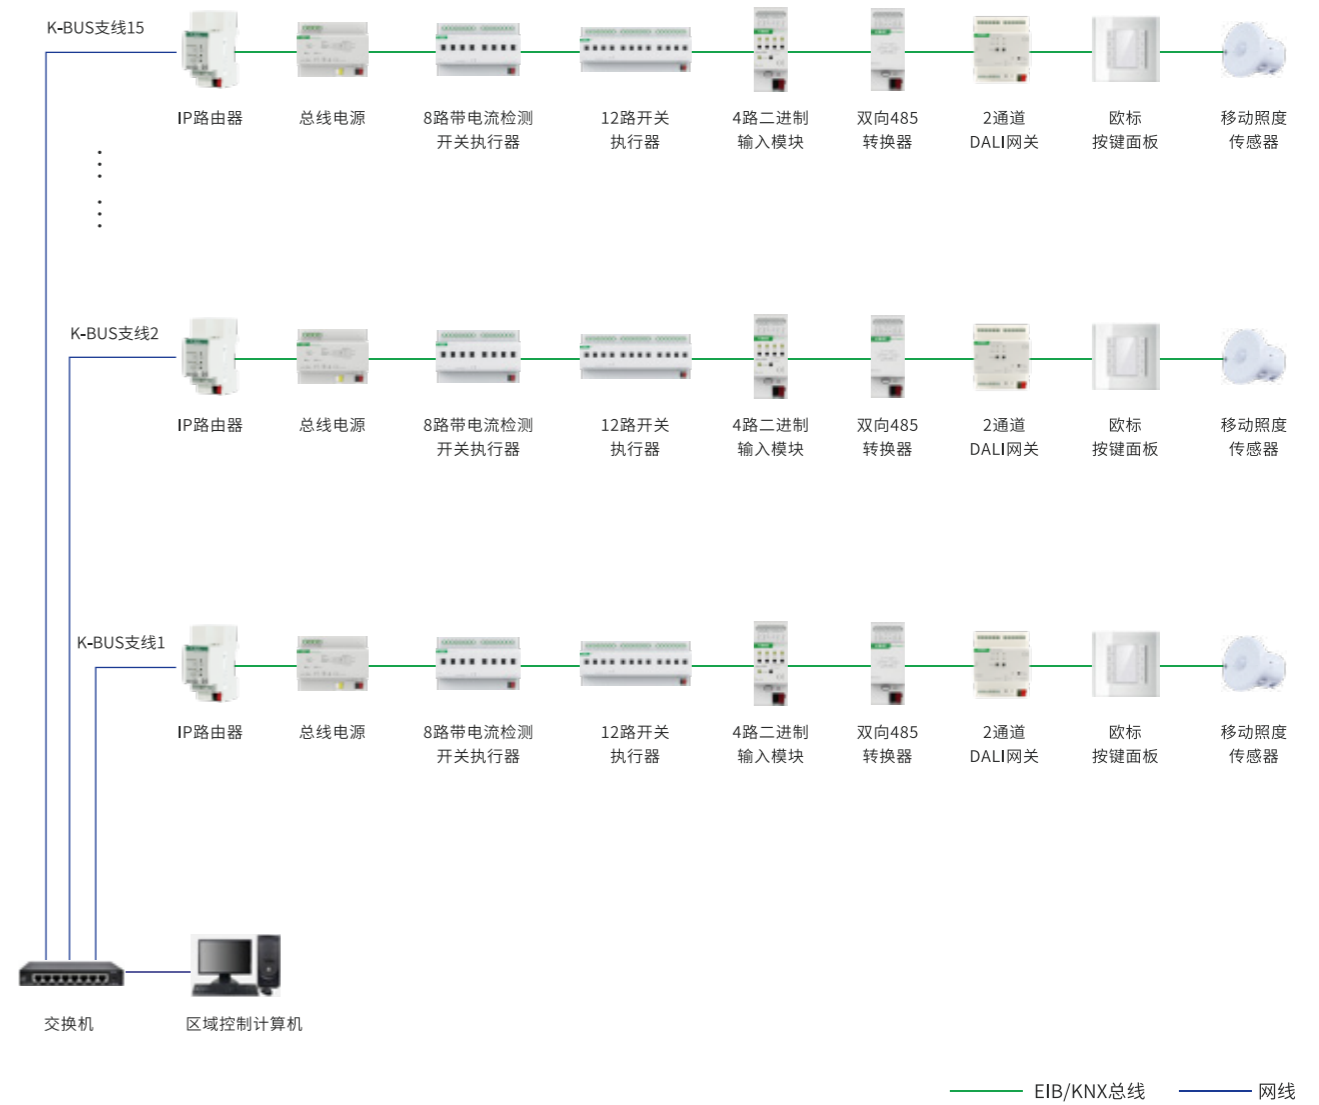 K-BUS支线15
IP路由器
总线电源
8路带电流检测
开关执行器
12路开关
执行器
4路二进制
输入模块
双向485
转换器
2通道
DALI网关
欧标
按键面板
移动照度
传感器
K-BUS支线2
IP路由器
总线电源
8路带电流检测
开关执行器
12路开关
执行器
4路二进制
输入模块
双向485
转换器
2通道
DALI网关
欧标
按键面板
移动照度
传感器
K-BUS支线1
IP路由器
总线电源
8路带电流检测
开关执行器
12路开关
执行器
4路二进制
输入模块
双向485
转换器
2通道
DALI网关
欧标
按键面板
移动照度
传感器
交换机
区域控制计算机
EIB/KNX总线
网线